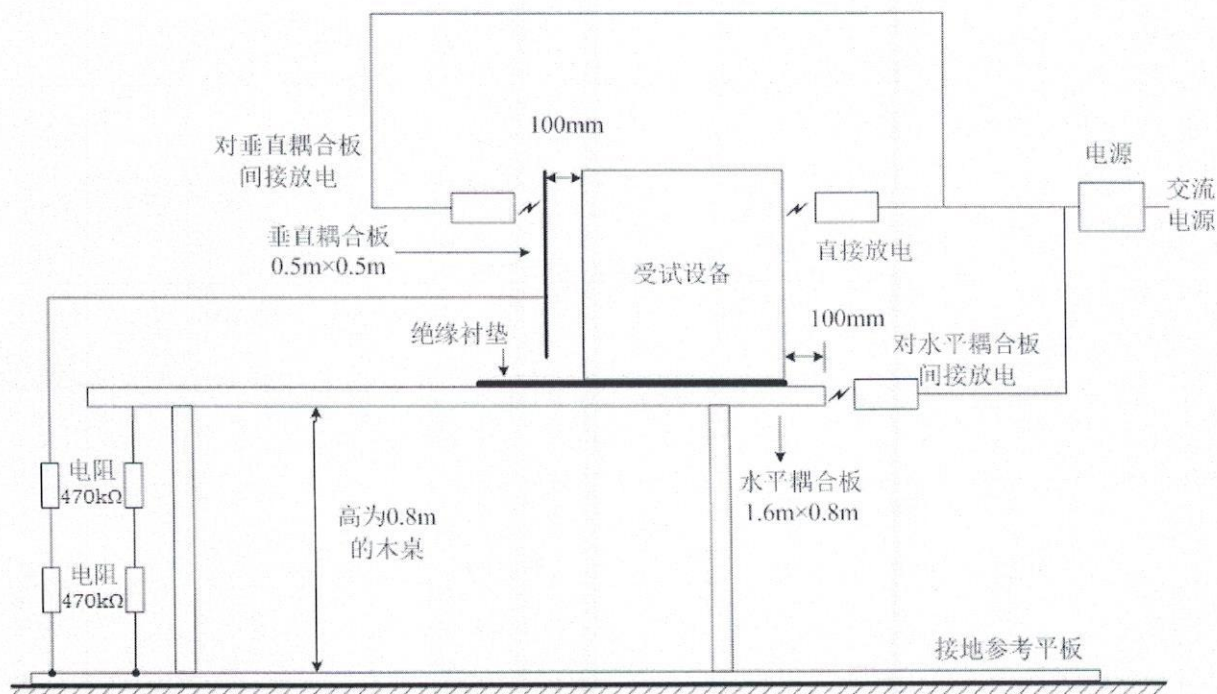 100mm
对垂直耦合板
间接放电
电源
交流
电源
垂直耦合板
0.5m×0.5m
直接放电
受试设备
100mm
绝缘衬垫
对水平耦合板
间接放电
电阻
470kΩ
水平耦合板
1.6m×0.8m
高为0.8m
的木桌
电阻
470kΩ
接地参考平板